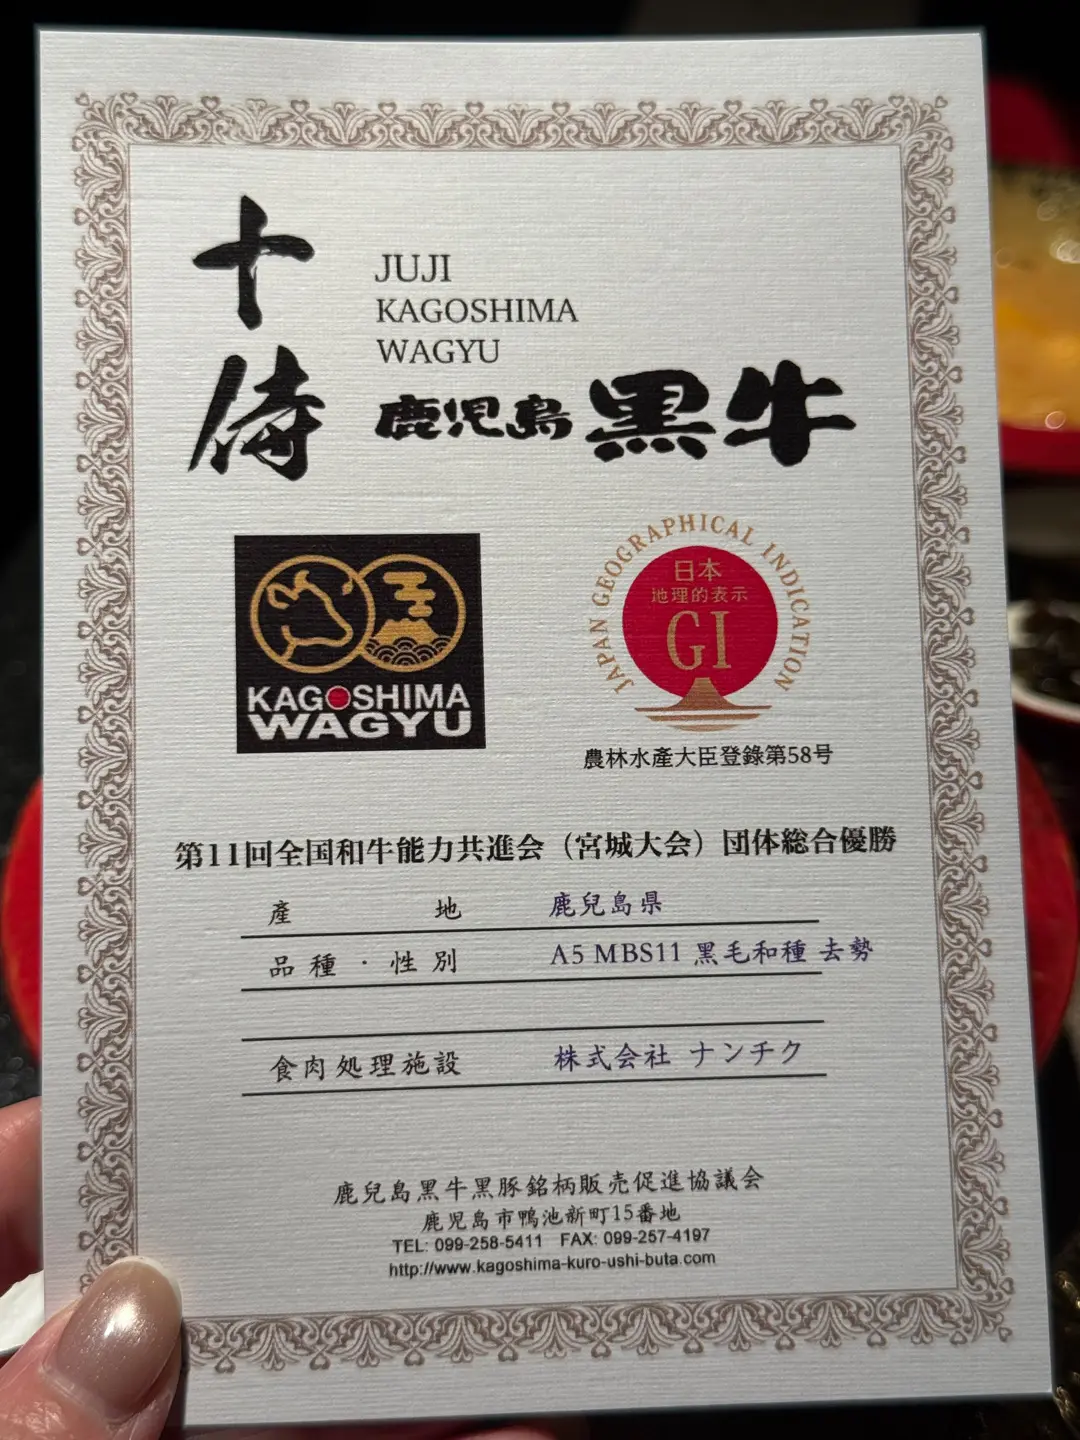 十侍
JUJI
KAGOSHIMA
WAGYU
鹿児島黒牛
KAGOSHIMA
WAGYU
JAPAN GEOGRAPHICAL INDICATION
日本
地理的表示
GI
農林水產大臣登錄第58号
第11回全国和牛能力共進会（宮城大会）団体総合優勝
產 地 鹿兒島県
品種・性別 A5 MBS11 黒毛和種 去勢
食肉処理施設 株式会社 ナンチク
鹿兒島黒牛黒豚銘柄販売促進協議会
鹿児島市鴨池新町15番地
TEL: 099-258-5411 FAX: 099-257-4197
http://www.kagoshima-kuro-ushi-buta.com